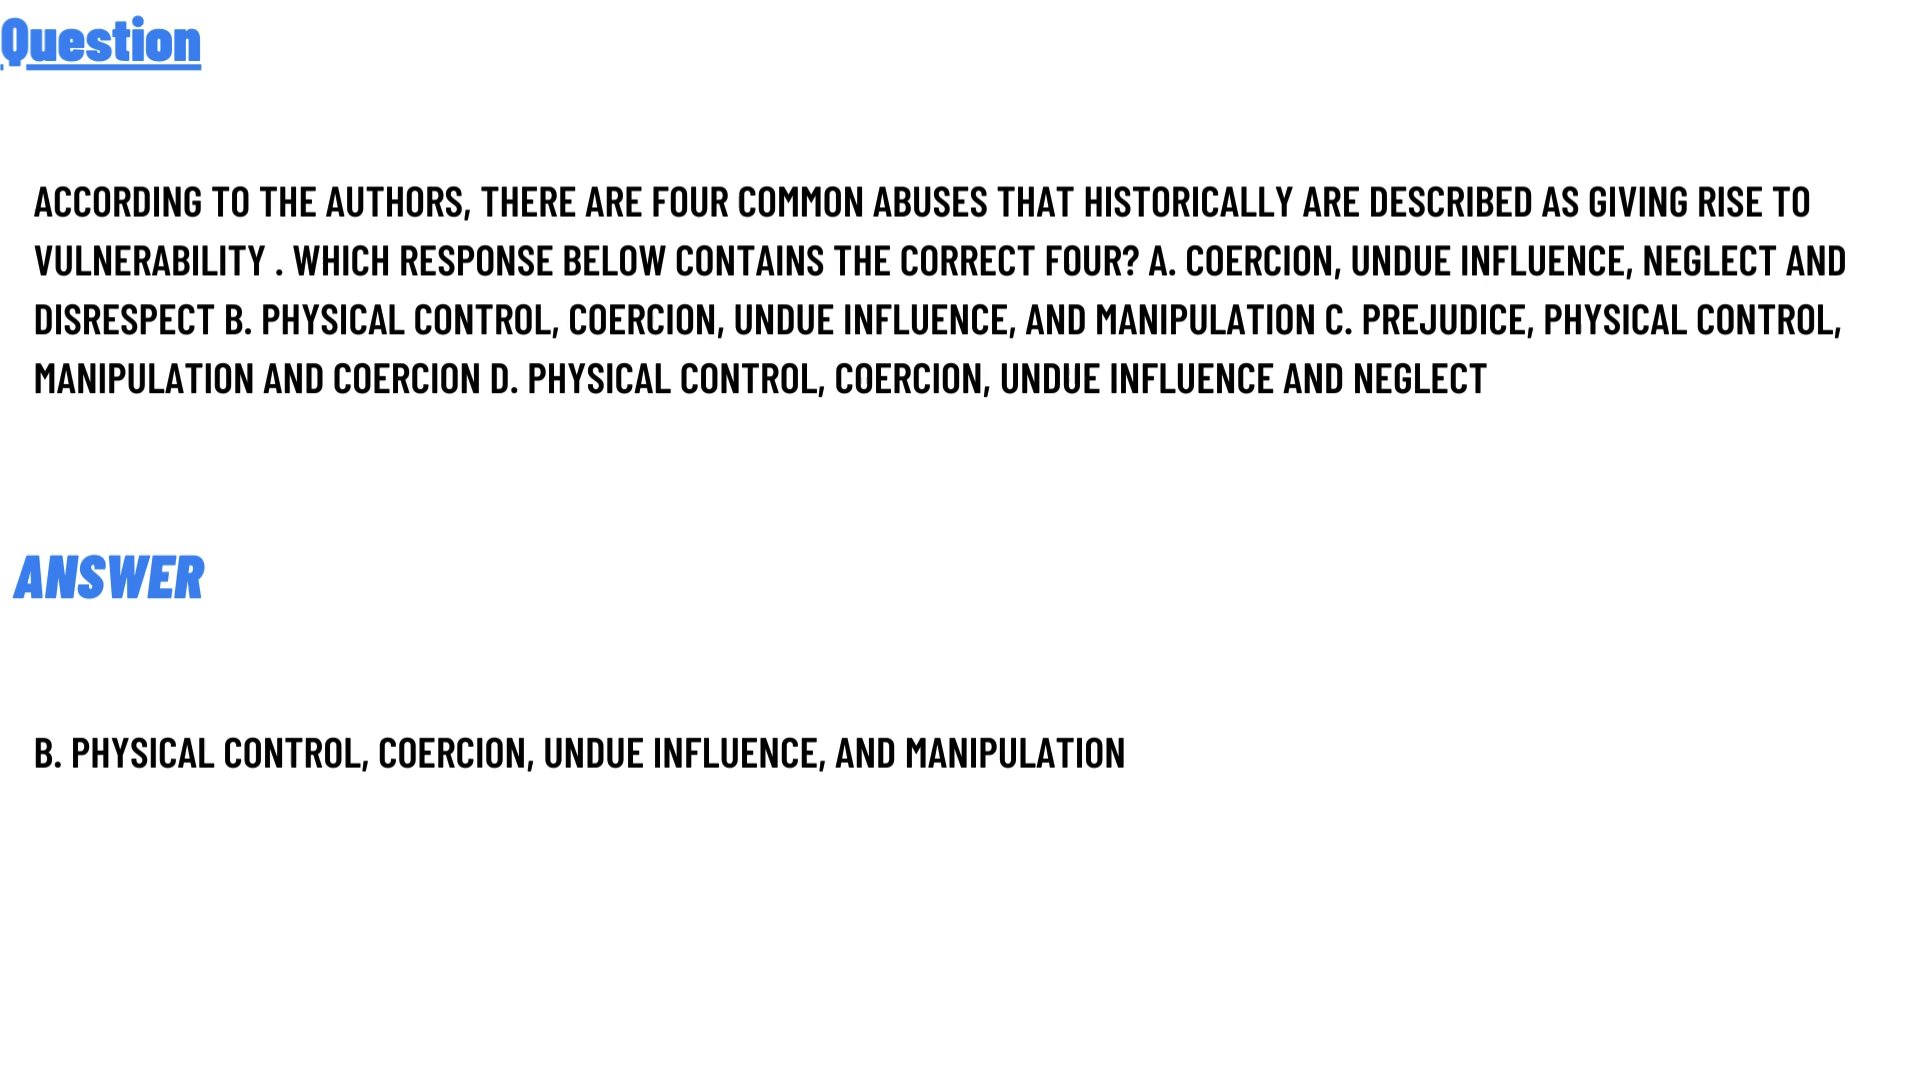 Question
ACCORDING TO THE AUTHORS, THERE ARE FOUR COMMON ABUSES THAT HISTORICALLY ARE DESCRIBED AS GIVING RISE TO
VULNERABILITY . WHICH RESPONSE BELOW CONTAINS THE CORRECT FOUR? A. COERCION, UNDUE INFLUENCE, NEGLECT AND
DISRESPECT B. PHYSICAL CONTROL, COERCION, UNDUE INFLUENCE, AND MANIPULATION C. PREJUDICE, PHYSICAL CONTROL,
MANIPULATION AND COERCION D. PHYSICAL CONTROL, COERCION, UNDUE INFLUENCE AND NEGLECT
ANSWER
B. PHYSICAL CONTROL, COERCION, UNDUE INFLUENCE, AND MANIPULATION